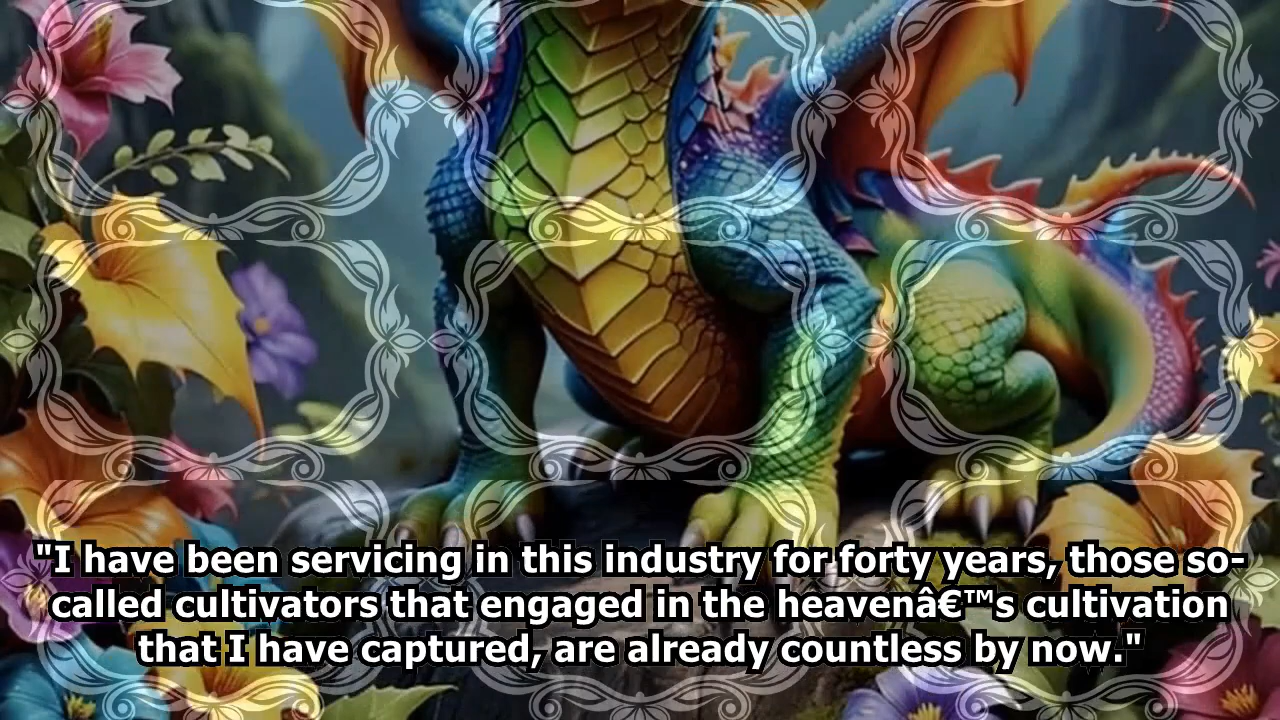 "I have been servicing in this industry for forty years, those so-
called cultivators that engaged in the heavenâ€™s cultivation
that I have captured, are already countless by now."